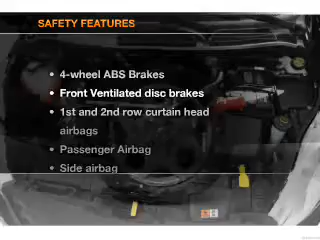 SAFETY FEATURES
• 4-wheel ABS Brakes
• Front Ventilated disc brakes
• 1st and 2nd row curtain head
airbags
• Passenger Airbag
• Side airbag